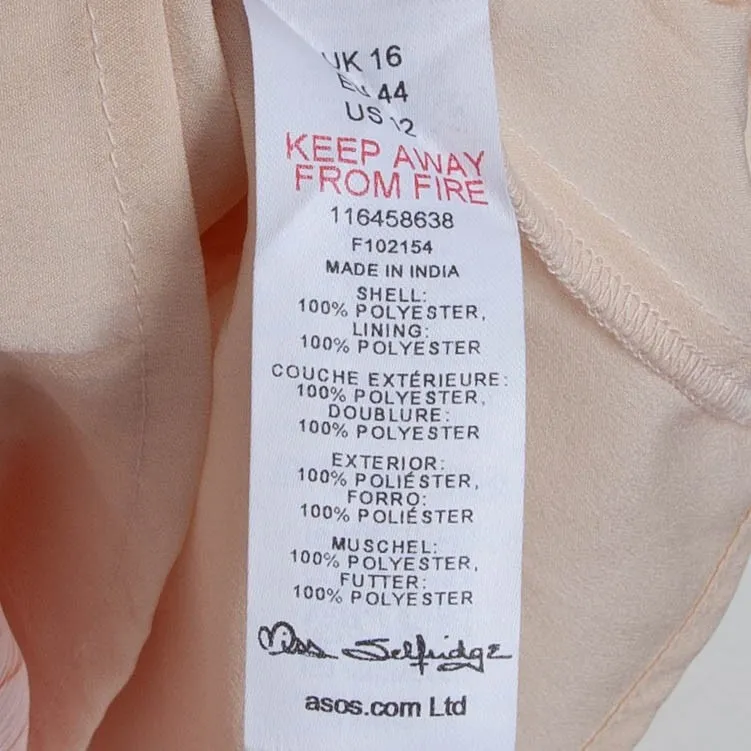 UK 16
EU 44
US 12
KEEP AWAY
FROM FIRE
116458638
F102154
MADE IN INDIA
SHELL:
100% POLYESTER,
LINING:
100% POLYESTER
COUCHE EXTÉRIEURE:
100% POLYESTER,
DOUBLURE:
100% POLYESTER
EXTERIOR:
100% POLIÉSTER,
FORRO:
100% POLIÉSTER
MUSCHEL:
100% POLYESTER,
FUTTER:
100% POLYESTER
Miss Selfridge
asos.com Ltd